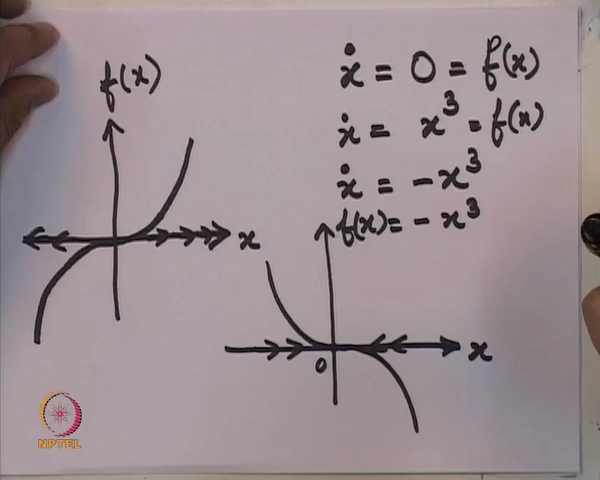 f(x)
ẋ = 0 = f(x)
ẋ = x³ = f(x)
ẋ = -x³
f(x) = - x³
x
x
0
NPTEL